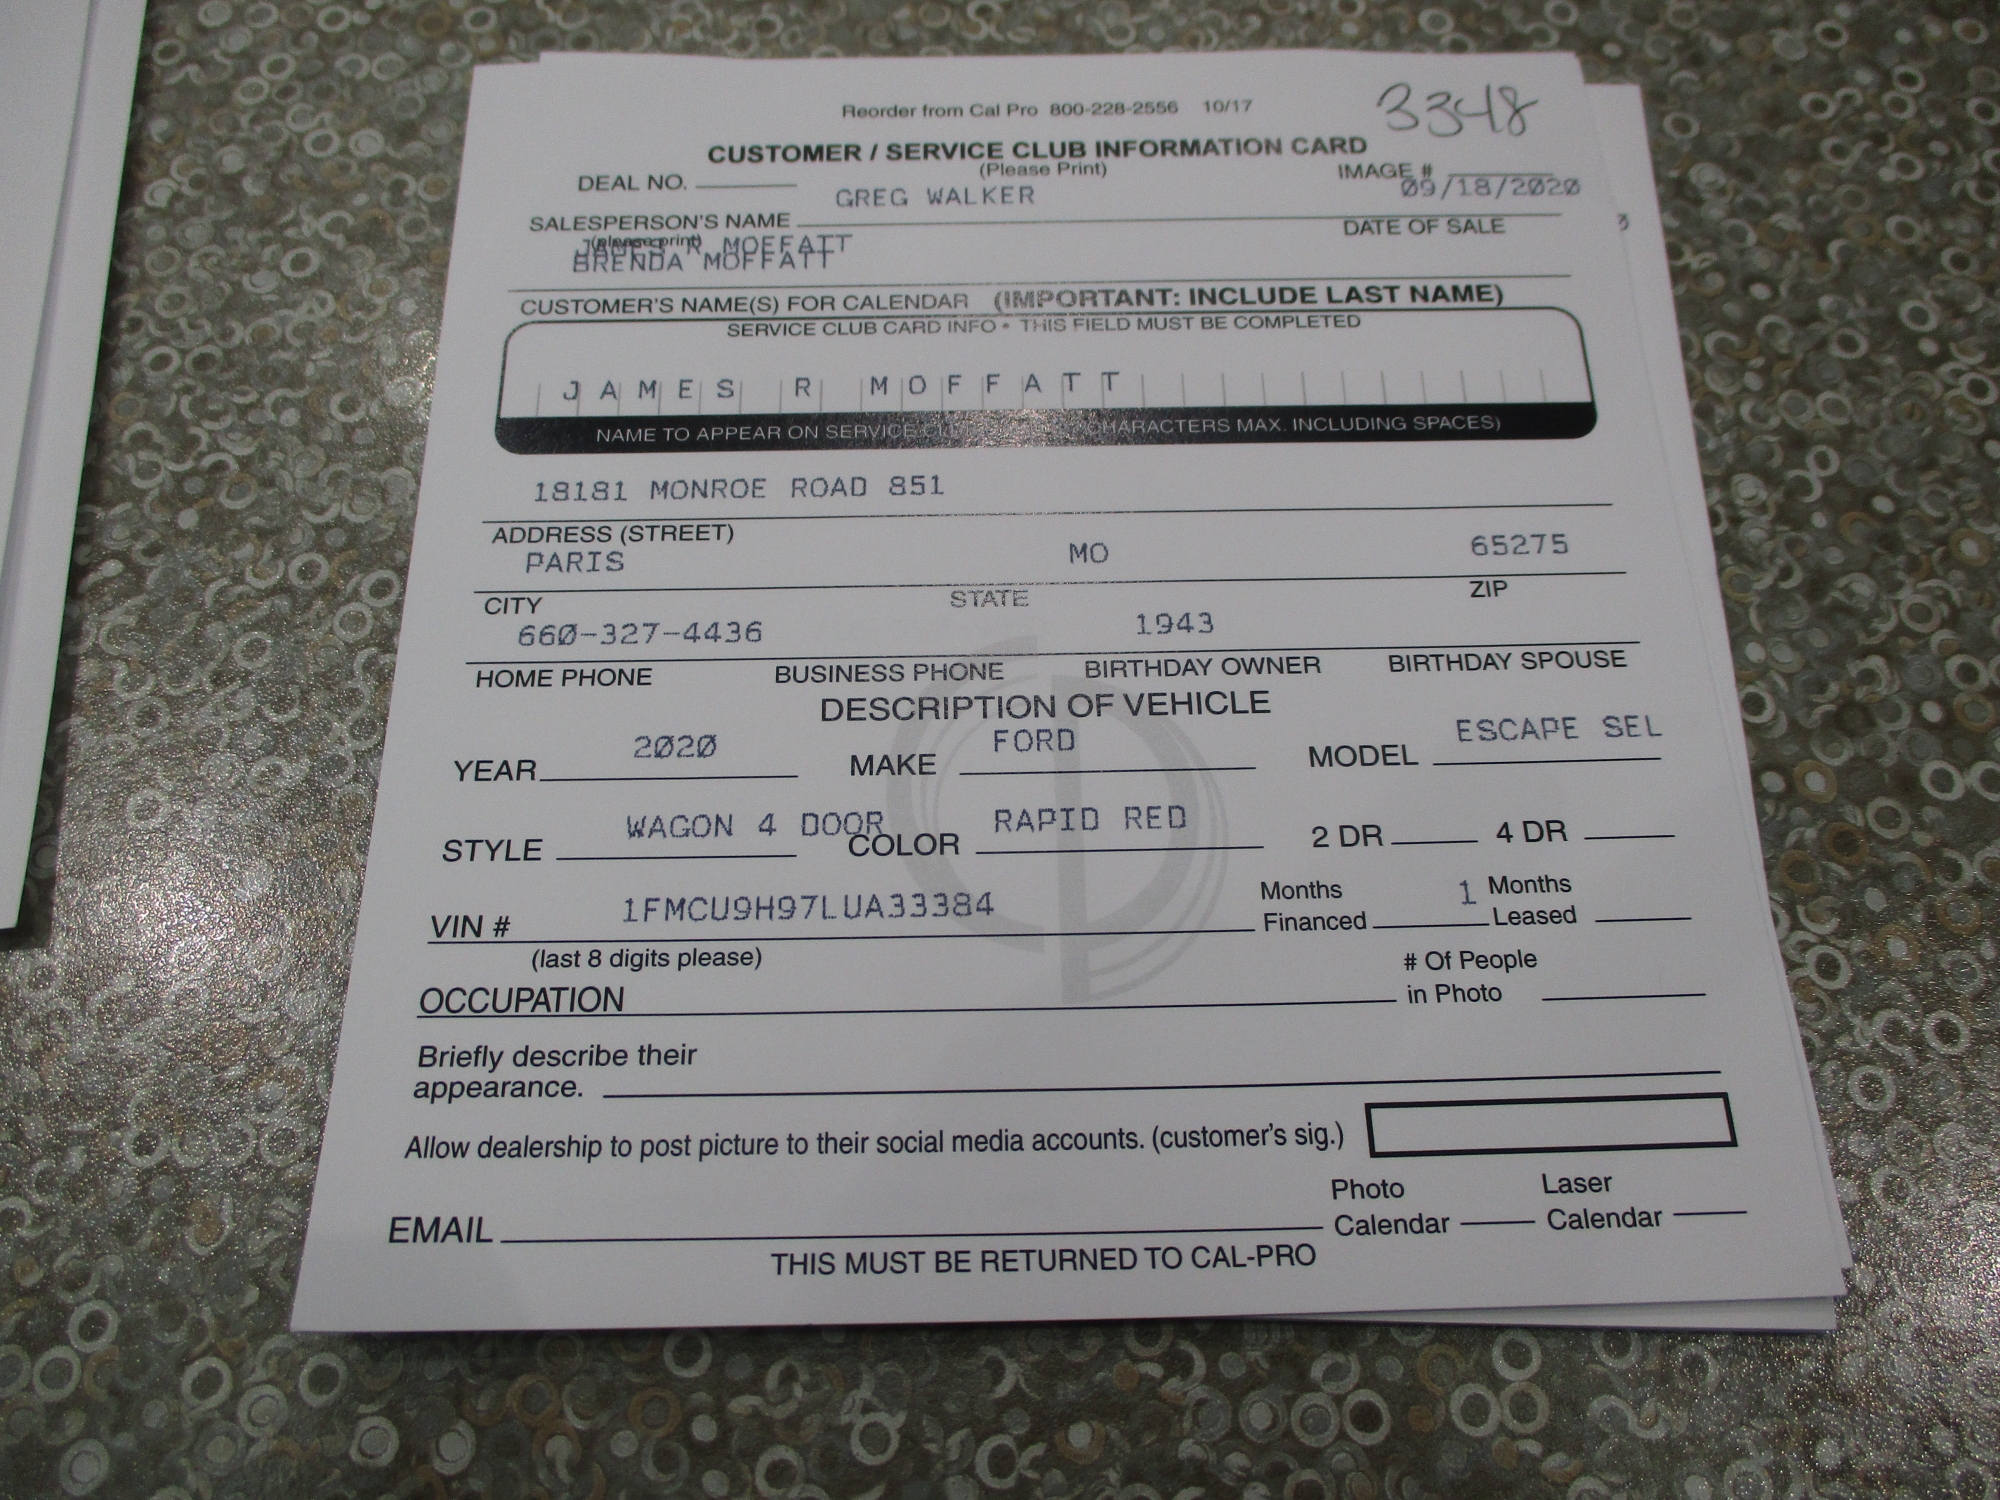 Reorder from Cal Pro 800-228-2556 10/17
3348
CUSTOMER / SERVICE CLUB INFORMATION CARD
(Please Print)
DEAL NO. IMAGE #
GREG WALKER 09/18/2020
SALESPERSON'S NAME DATE OF SALE
(please print)
JAMES R MOFFATT
BRENDA MOFFATT
CUSTOMER'S NAME(S) FOR CALENDAR (IMPORTANT: INCLUDE LAST NAME)
SERVICE CLUB CARD INFO • THIS FIELD MUST BE COMPLETED
JAMES R MOFFATT
NAME TO APPEAR ON SERVICE CHARACTERS MAX. INCLUDING SPACES)
18181 MONROE ROAD 851
ADDRESS (STREET)
PARIS MO 65275
CITY STATE ZIP
660-327-4436 1943
HOME PHONE BUSINESS PHONE BIRTHDAY OWNER BIRTHDAY SPOUSE
DESCRIPTION OF VEHICLE
YEAR 2020 MAKE FORD MODEL ESCAPE SEL
STYLE WAGON 4 DOOR COLOR RAPID RED 2 DR 4 DR
VIN # 1FMCU9H97LUA33384 Months Financed 1 Months Leased
(last 8 digits please)
OCCUPATION # Of People in Photo
Briefly describe their
appearance.
Allow dealership to post picture to their social media accounts. (customer's sig.)
EMAIL Photo Calendar Laser Calendar
THIS MUST BE RETURNED TO CAL-PRO